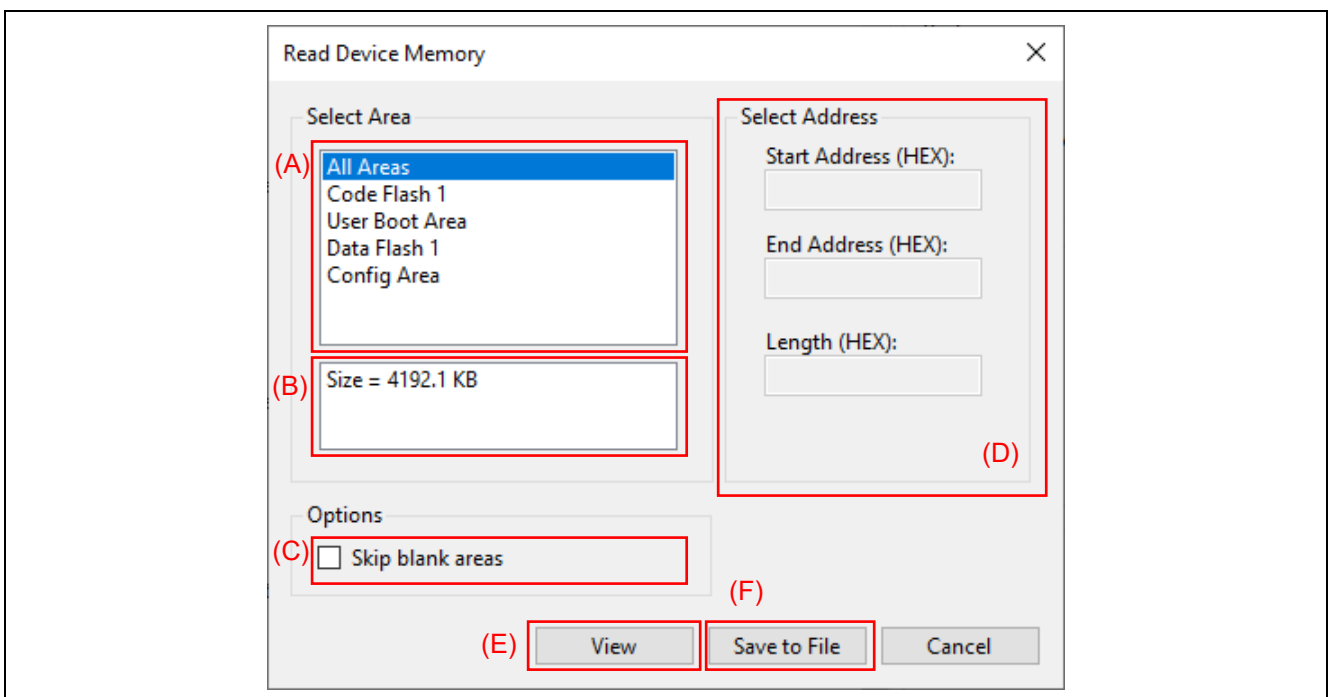 Read Device Memory
Select Area
(A)
All Areas
Code Flash 1
User Boot Area
Data Flash 1
Config Area
(B)
Size = 4192.1 KB
Select Address
Start Address (HEX):
End Address (HEX):
Length (HEX):
(D)
Options
(C)
Skip blank areas
(F)
(E)
View
Save to File
Cancel